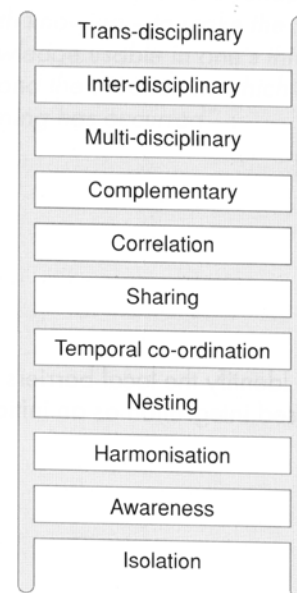 Trans-disciplinary
Inter-disciplinary
Multi-disciplinary
Complementary
Correlation
Sharing
Temporal co-ordination
Nesting
Harmonisation
Awareness
Isolation